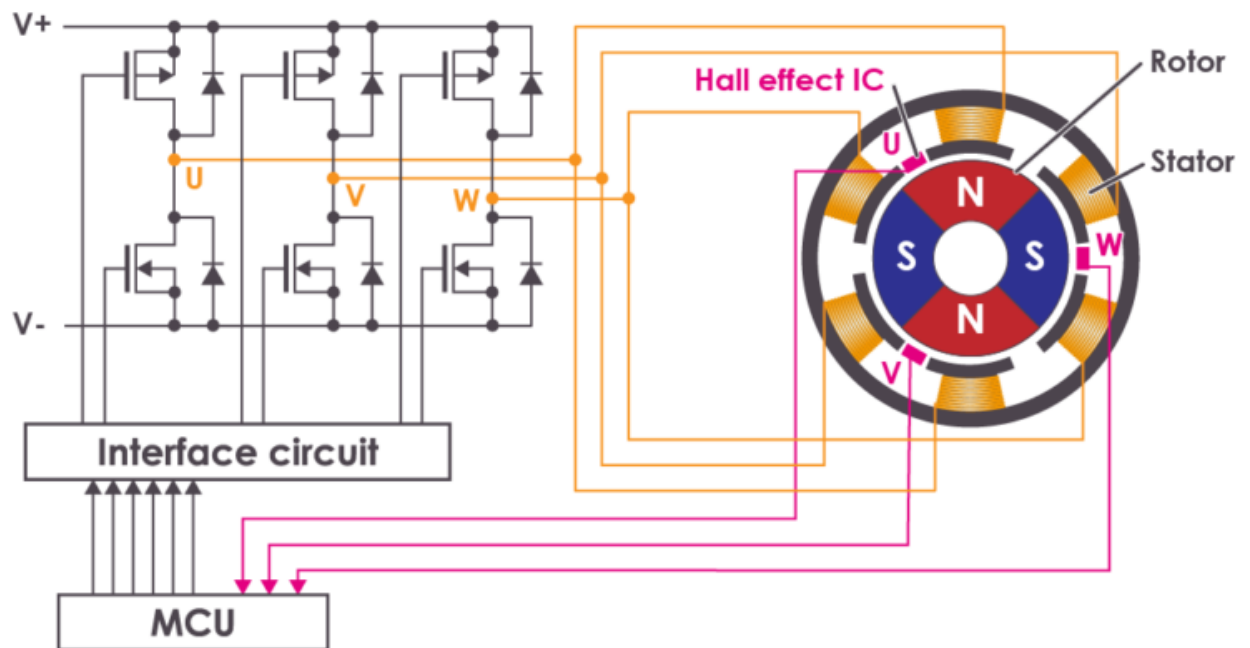 V+
Hall effect IC
Rotor
U
Stator
U
V
W
N
W
S
S
N
V-
V
Interface circuit
MCU